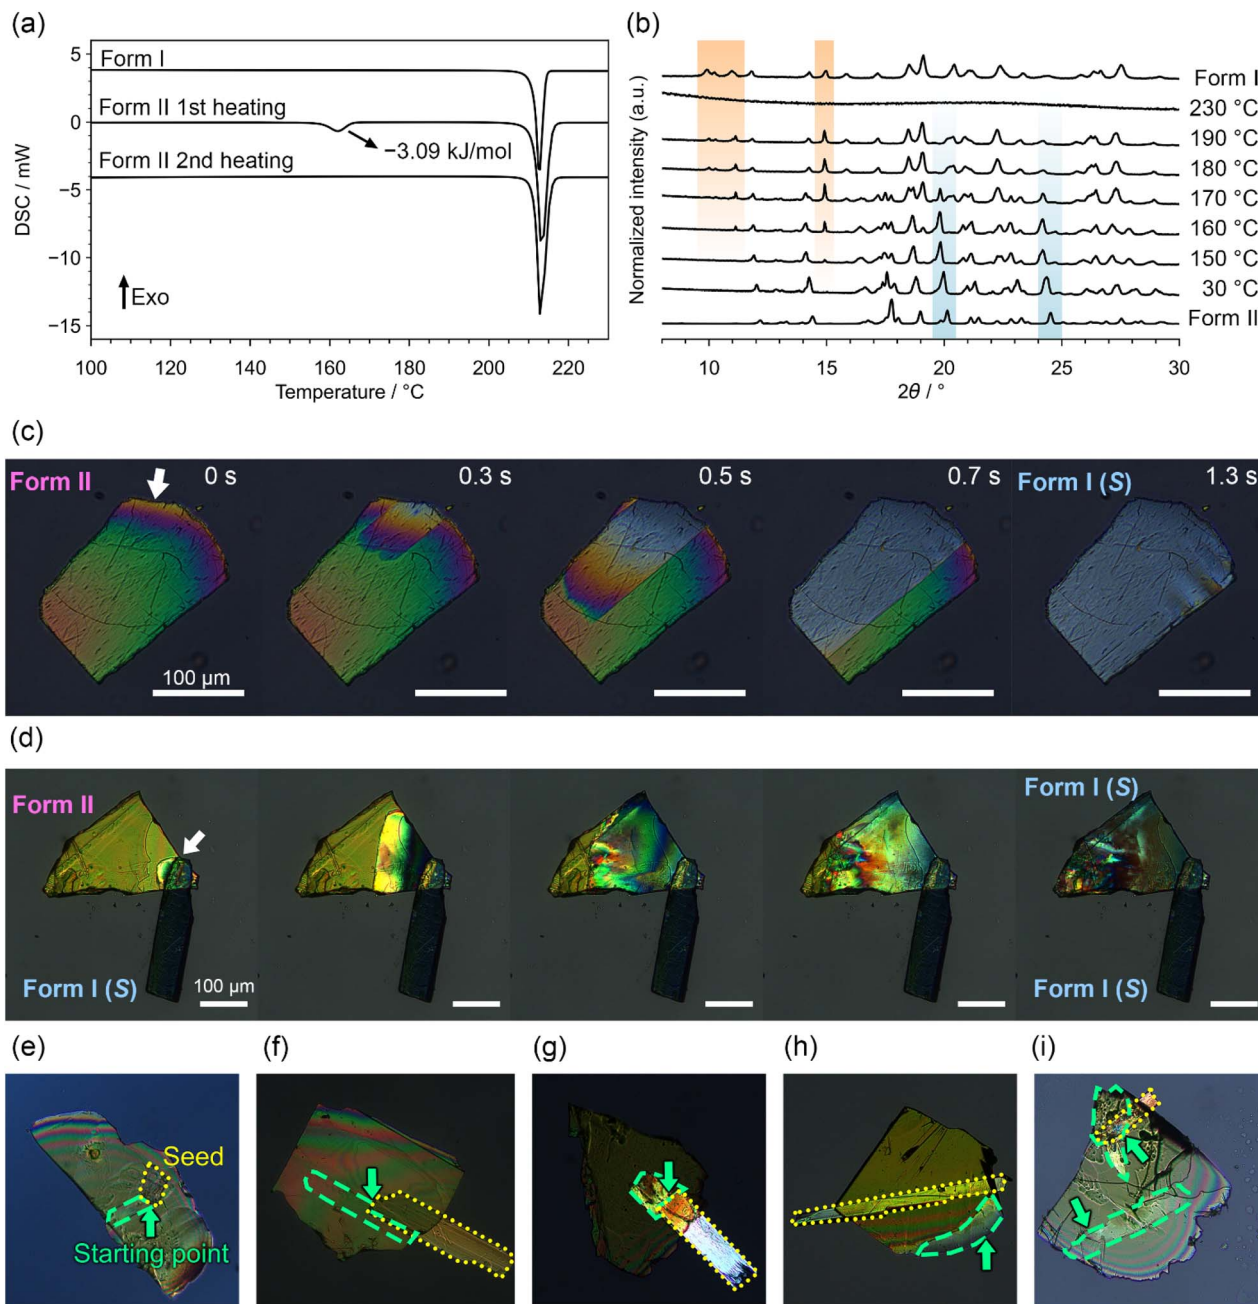 (a)
5
0
−5
−10
−15
DSC / mW
Form I
Form II 1st heating
−3.09 kJ/mol
Form II 2nd heating
Exo
100 120 140 160 180 200 220
Temperature / °C
(b)
Normalized intensity (a.u.)
Form I
230 °C
190 °C
180 °C
170 °C
160 °C
150 °C
30 °C
Form II
10 15 20 25 30
2θ / °
(c)
Form II 0 s
0.3 s
0.5 s
0.7 s
Form I (S) 1.3 s
100 µm
(d)
Form II
Form I (S)
Form I (S)
100 µm
Form I (S)
(e) (f) (g) (h) (i)
Seed
Starting point